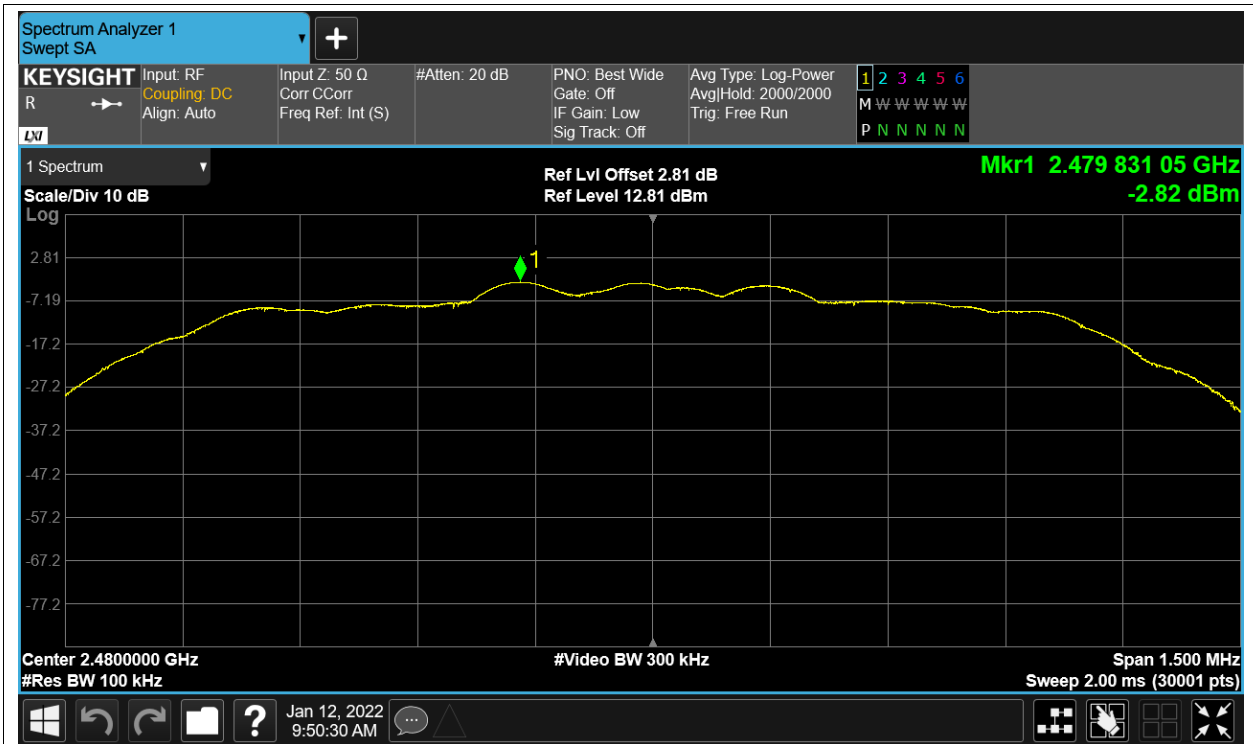 Spectrum Analyzer 1
Swept SA
KEYSIGHT
R
LXI
Input: RF
Coupling: DC
Align: Auto
Input Z: 50 Ω
Corr CCorr
Freq Ref: Int (S)
#Atten: 20 dB
PNO: Best Wide
Gate: Off
IF Gain: Low
Sig Track: Off
Avg Type: Log-Power
Avg|Hold: 2000/2000
Trig: Free Run
1 2 3 4 5 6
M W W W W W
P N N N N N
1 Spectrum
Scale/Div 10 dB
Ref Lvl Offset 2.81 dB
Ref Level 12.81 dBm
Mkr1 2.479 831 05 GHz
-2.82 dBm
Log
1
2.81
-7.19
-17.2
-27.2
-37.2
-47.2
-57.2
-67.2
-77.2
Center 2.4800000 GHz
#Res BW 100 kHz
#Video BW 300 kHz
Span 1.500 MHz
Sweep 2.00 ms (30001 pts)
?
Jan 12, 2022
9:50:30 AM